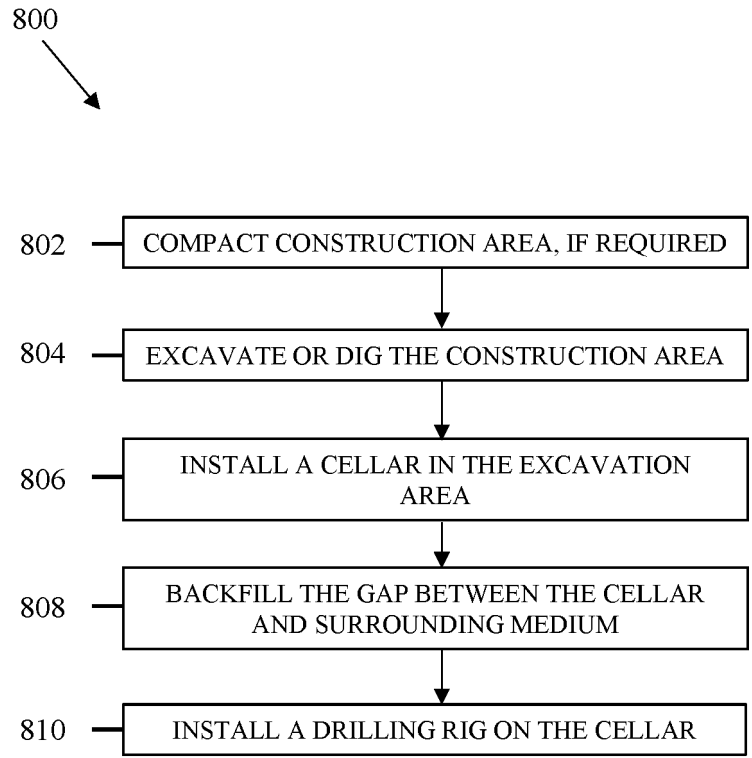 800
802
COMPACT CONSTRUCTION AREA, IF REQUIRED
804
EXCAVATE OR DIG THE CONSTRUCTION AREA
806
INSTALL A CELLAR IN THE EXCAVATION
AREA
808
BACKFILL THE GAP BETWEEN THE CELLAR
AND SURROUNDING MEDIUM
810
INSTALL A DRILLING RIG ON THE CELLAR